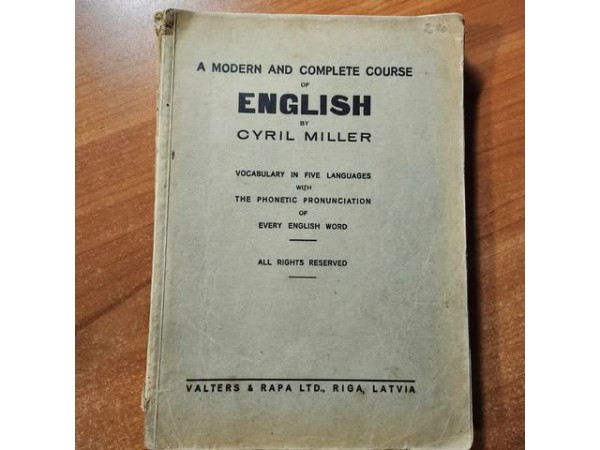 A MODERN AND COMPLETE COURSE
OF
ENGLISH
BY
CYRIL MILLER
VOCABULARY IN FIVE LANGUAGES
WITH
THE PHONETIC PRONUNCIATION
OF
EVERY ENGLISH WORD
ALL RIGHTS RESERVED
VALTERS & RAPA LTD., RIGA, LATVIA